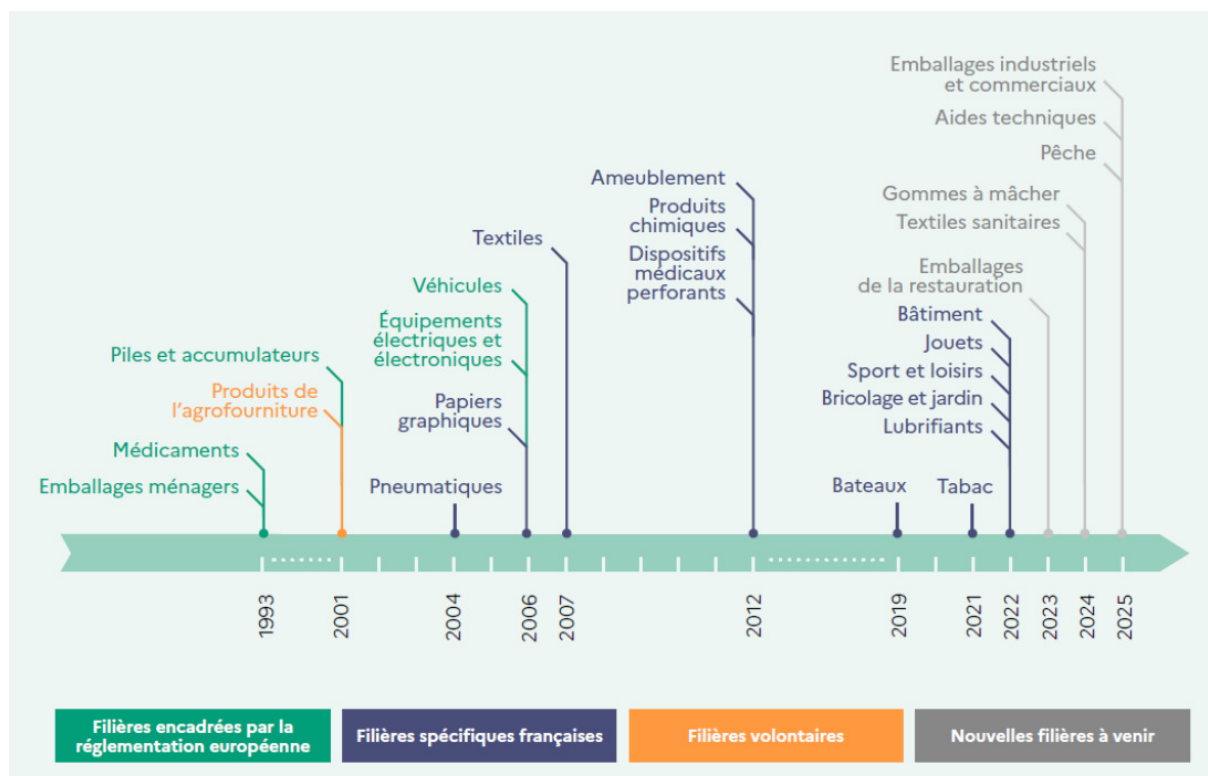 Emballages industriels
et commerciaux
Aides techniques
Pêche
Ameublement
Produits
chimiques
Dispositifs
médicaux
perforants
Gommes à mâcher
Textiles sanitaires
Textiles
Emballages
de la restauration
Véhicules
Équipements
électriques et
électroniques
Bâtiment
Jouets
Sport et loisirs
Bricolage et jardin
Lubrifiants
Piles et accumulateurs
Produits de
l'agrofourniture
Papiers
graphiques
Médicaments
Emballages ménagers
Pneumatiques
Bateaux
Tabac
1993
2001
2004
2006
2007
2012
2019
2021
2022
2023
2024
2025
Filières encadrées par la
réglementation européenne
Filières spécifiques françaises
Filières volontaires
Nouvelles filières à venir